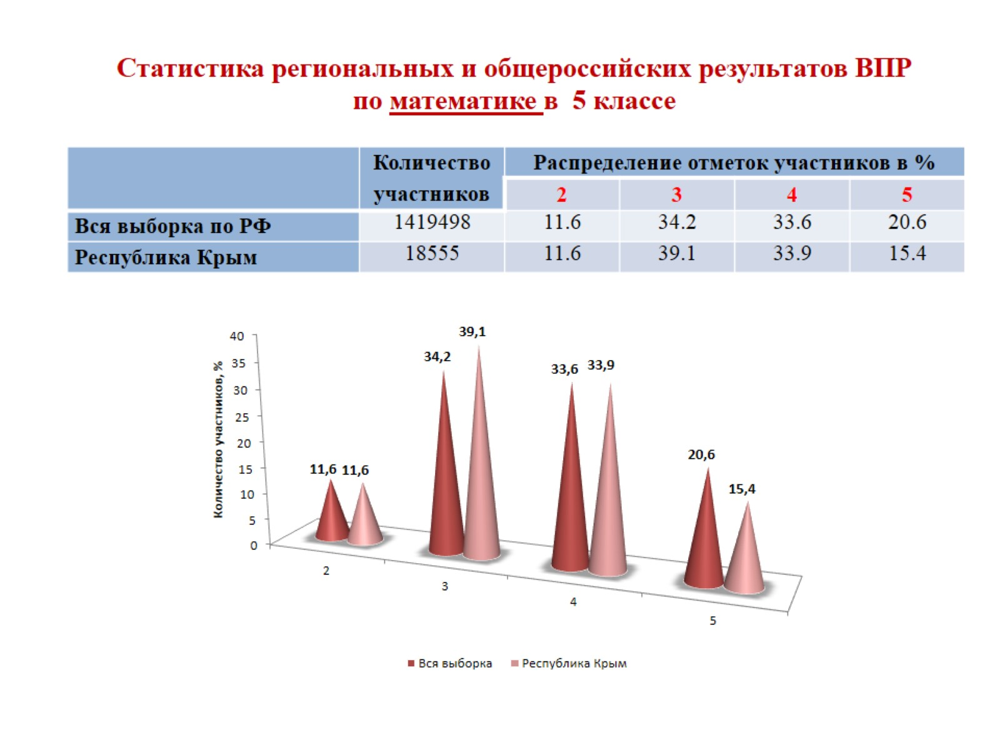 Статистика региональных и общероссийских результатов ВПР
по математике в 5 классе
Количество участников
Распределение отметок участников в %
2 3 4 5
Вся выборка по РФ 1419498 11.6 34.2 33.6 20.6
Республика Крым 18555 11.6 39.1 33.9 15.4
Количество участников, %
40
35
30
25
20
15
10
5
0
11,6 11,6
34,2 39,1
33,6 33,9
20,6 15,4
2
3
4
5
Вся выборка Республика Крым